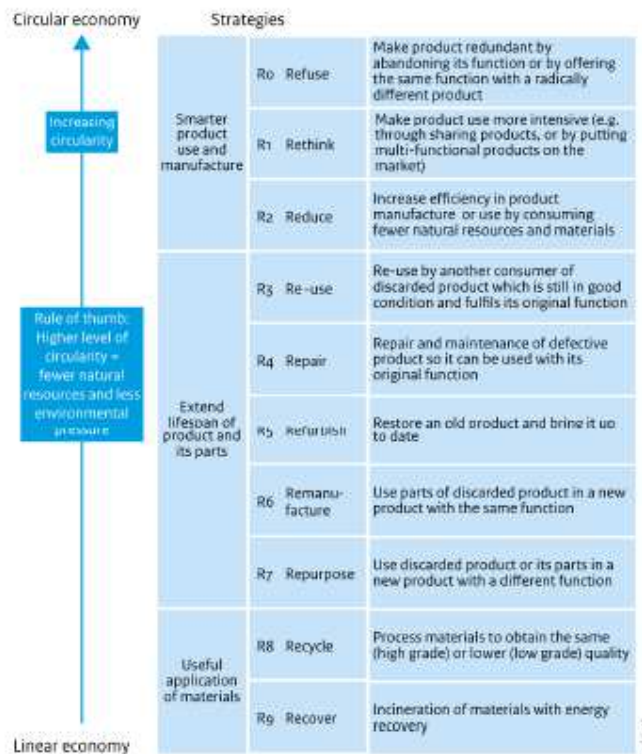 Circular economy
Strategies
Increasing
circularity
Rule of thumb:
Higher level of
circularity =
fewer natural
resources and less
environmental
pressure
Linear economy
Smarter
product
use and
manufacture
R0 Refuse
Make product redundant by
abandoning its function or by offering
the same function with a radically
different product
R1 Rethink
Make product use more intensive (e.g.
through sharing products, or by putting
multi-functional products on the
market)
R2 Reduce
Increase efficiency in product
manufacture or use by consuming
fewer natural resources and materials
Extend
lifespan of
product and
its parts
R3 Re-use
Re-use by another consumer of
discarded product which is still in good
condition and fulfils its original function
R4 Repair
Repair and maintenance of defective
product so it can be used with its
original function
R5 Refurbish
Restore an old product and bring it up
to date
R6 Remanu-
facture
Use parts of discarded product in a new
product with the same function
R7 Repurpose
Use discarded product or its parts in a
new product with a different function
Useful
application
of materials
R8 Recycle
Process materials to obtain the same
(high grade) or lower (low grade) quality
R9 Recover
Incineration of materials with energy
recovery